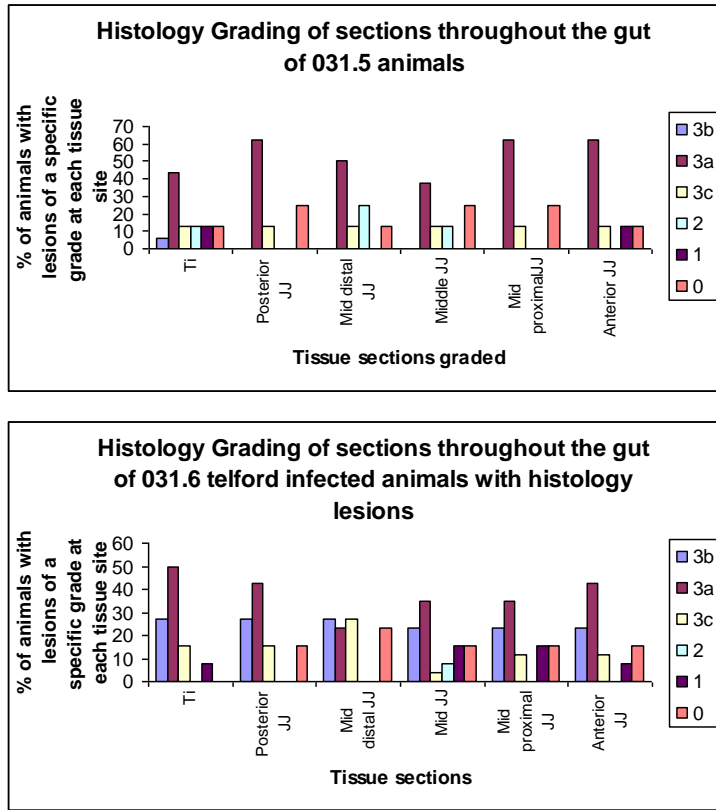 Histology Grading of sections throughout the gut
of 031.5 animals
% of animals with
lesions of a specific
grade at each tissue
site
70
60
50
40
30
20
10
0
Ti
Posterior
JJ
Mid distal
JJ
Middle JJ
Mid
proximalJJ
Anterior JJ
Tissue sections graded
3b
3a
3c
2
1
0
Histology Grading of sections throughout the gut
of 031.6 telford infected animals with histology
lesions
% of animals with
lesions of a
specific grade at
each tissue site
60
50
40
30
20
10
0
Ti
Posterior
JJ
Mid
distal JJ
Mid JJ
Mid
proximal
JJ
Anterior
JJ
Tissue sections
3b
3a
3c
2
1
0